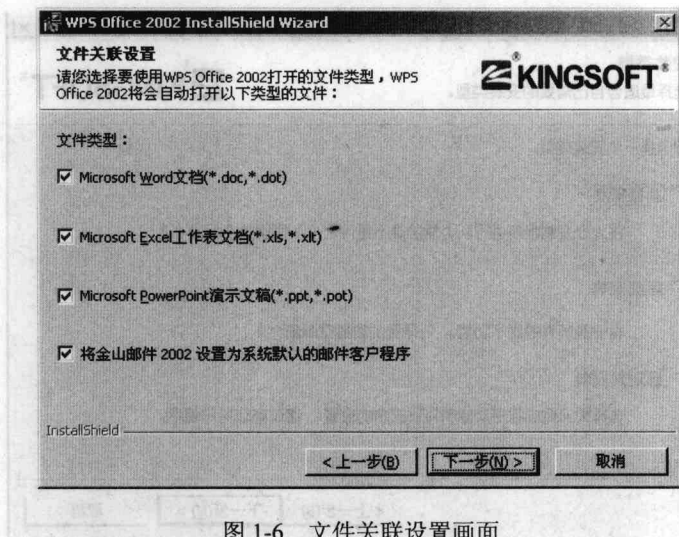 WPS Office 2002 InstallShield Wizard
文件关联设置
请您选择要使用WPS Office 2002打开的文件类型，WPS
Office 2002将会自动打开以下类型的文件：
KINGSOFT®
文件类型：
Microsoft Word文档(*.doc,*.dot)
Microsoft Excel工作表文档(*.xls,*.xlt)
Microsoft PowerPoint演示文稿(*.ppt,*.pot)
将金山邮件 2002 设置为系统默认的邮件客户程序
InstallShield
<上一步(B)
下一步(N) >
取消
图 1-6 文件关联设置画面